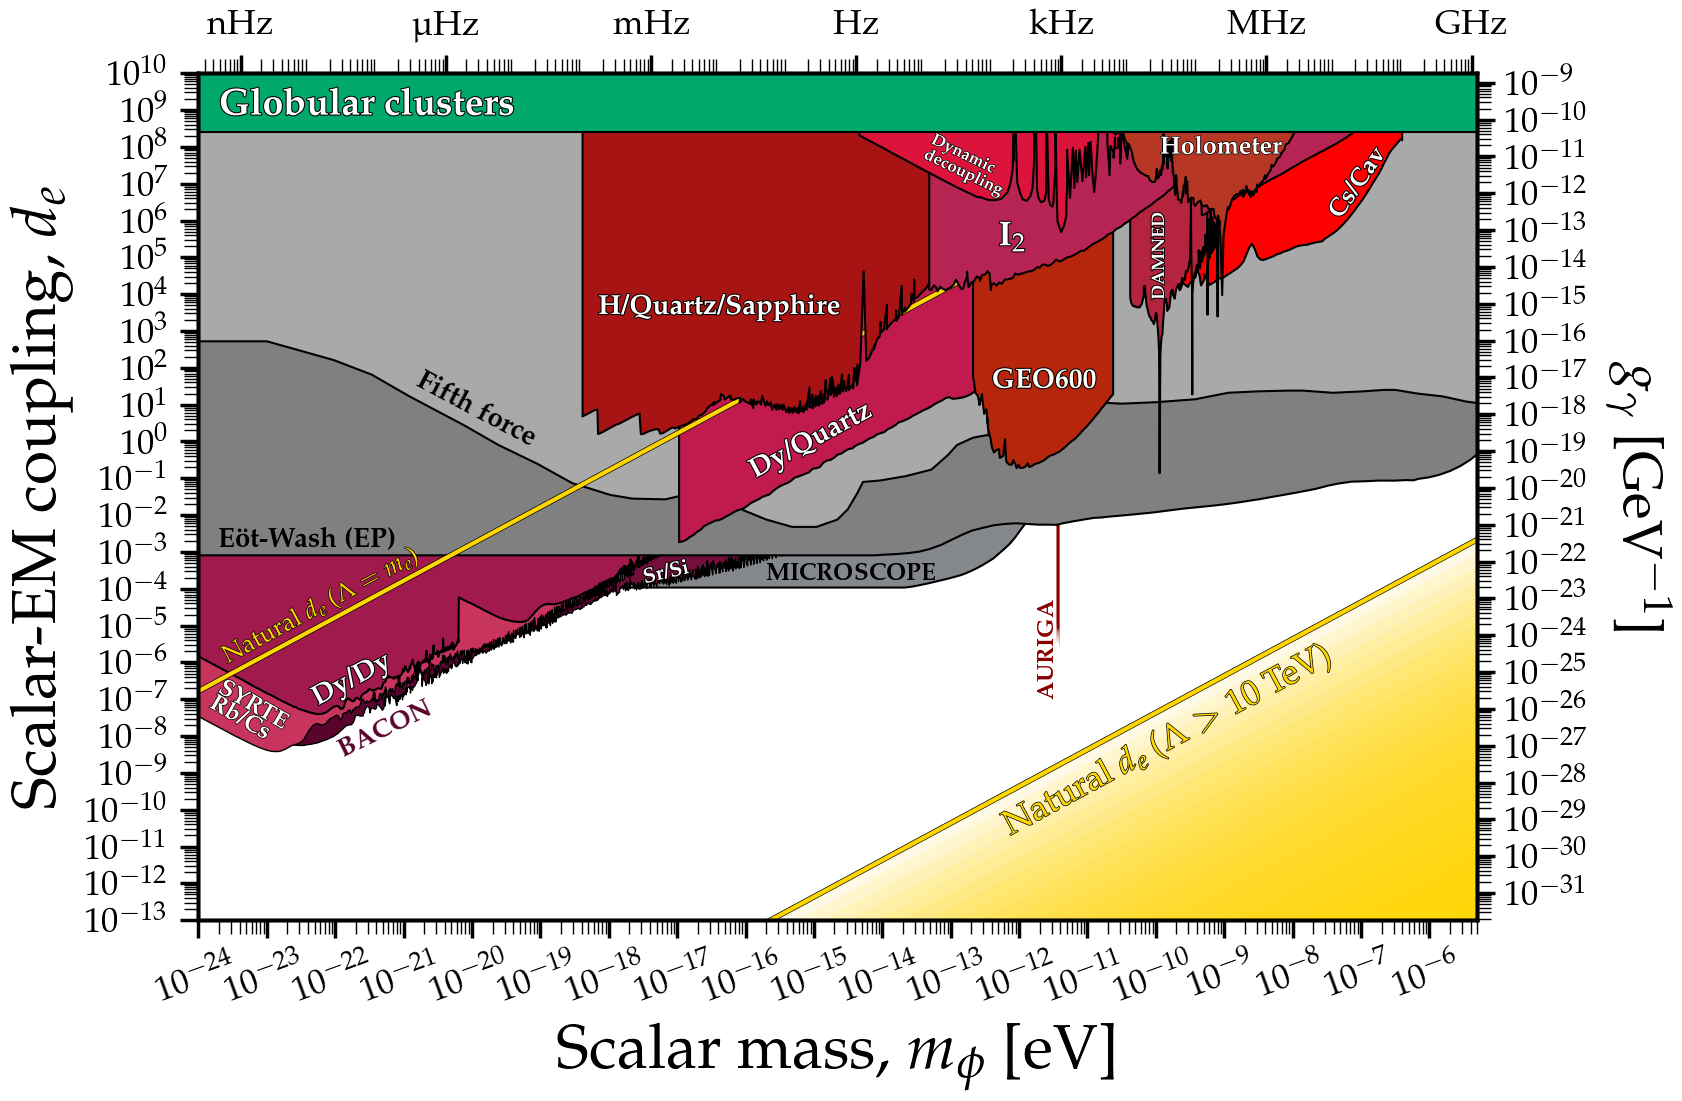 nHz μHz mHz Hz kHz MHz GHz
10^10
10^9
10^8
10^7
10^6
10^5
10^4
10^3
10^2
10^1
10^0
10^−1
10^−2
10^−3
10^−4
10^−5
10^−6
10^−7
10^−8
10^−9
10^−10
10^−11
10^−12
10^−13
Scalar-EM coupling, d_e
Globular clusters
Dynamic
decoupling
Holometer
Cs/Cav
I_2
DAMNED
H/Quartz/Sapphire
GEO600
Fifth force
Dy/Quartz
Eöt-Wash (EP)
Natural d_e (Λ = m_e)
Sr/Si
MICROSCOPE
AURIGA
Dy/Dy
SYRTE
Rb/Cs
BACON
Natural d_e (Λ > 10 TeV)
10^−9
10^−10
10^−11
10^−12
10^−13
10^−14
10^−15
10^−16
10^−17
10^−18
10^−19
10^−20
10^−21
10^−22
10^−23
10^−24
10^−25
10^−26
10^−27
10^−28
10^−29
10^−30
10^−31
g_γ [GeV^−1]
10^−24 10^−23 10^−22 10^−21 10^−20 10^−19 10^−18 10^−17 10^−16 10^−15 10^−14 10^−13 10^−12 10^−11 10^−10 10^−9 10^−8 10^−7 10^−6
Scalar mass, m_ϕ [eV]